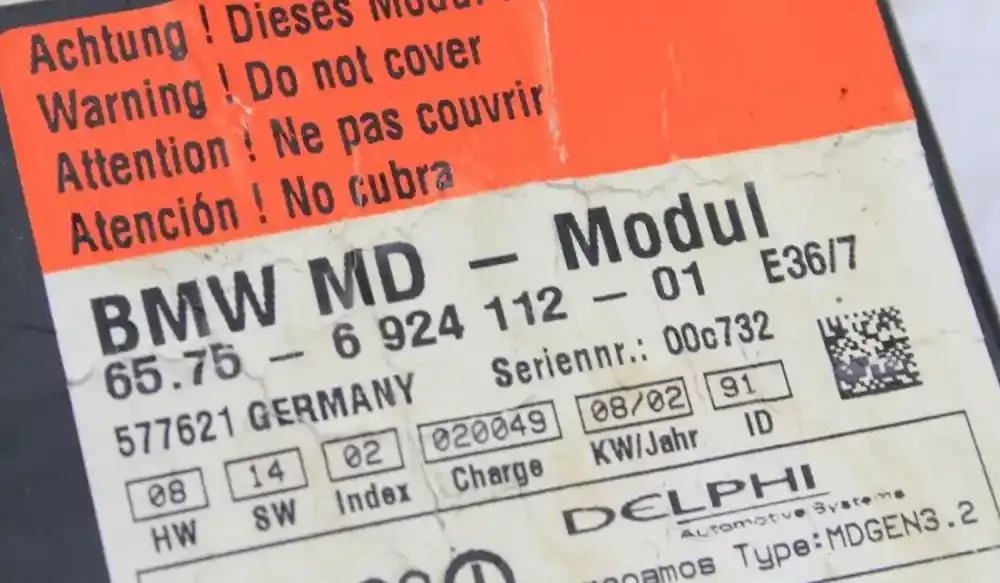 Achtung ! Dieses Modul
Warning ! Do not cover
Attention ! Ne pas couvrir
Atención ! No cubra
BMW MD – Modul
65.75 – 6 924 112 – 01 E36/7
577621 GERMANY Seriennr.: 00c732
08 14 02 020049 08/02 91
HW SW Index Charge KW/Jahr ID
DELPHI
Automotive Systems
Type:MDGEN3.2